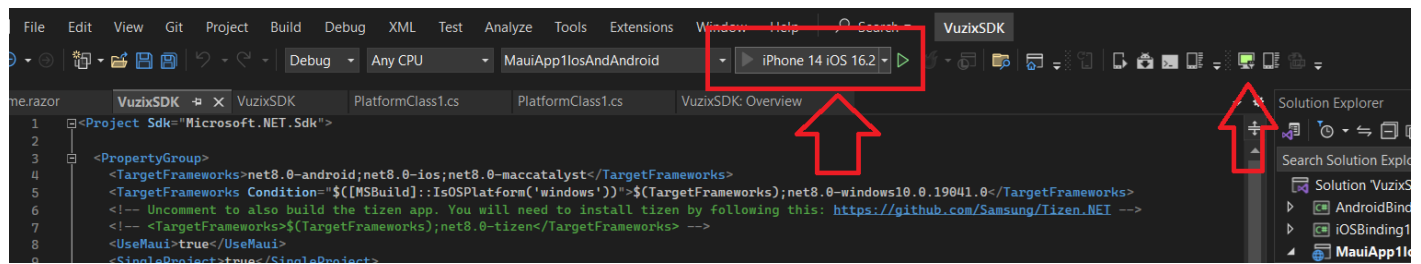 File Edit View Git Project Build Debug XML Test Analyze Tools Extensions Window Help Search VuzixSDK
Debug Any CPU MauiApp1IosAndAndroid iPhone 14 iOS 16.2
me.razor VuzixSDK VuzixSDK PlatformClass1.cs PlatformClass1.cs VuzixSDK: Overview
Solution Explorer
1 <Project Sdk="Microsoft.NET.Sdk">
2
3 <PropertyGroup>
4 <TargetFrameworks>net8.0-android;net8.0-ios;net8.0-maccatalyst</TargetFrameworks>
5 <TargetFrameworks Condition="$([MSBuild]::IsOSPlatform('windows'))">$(TargetFrameworks);net8.0-windows10.0.19041.0</TargetFrameworks>
6 <!-- Uncomment to also build the tizen app. You will need to install tizen by following this: https://github.com/Samsung/Tizen.NET -->
7 <!-- <TargetFrameworks>$(TargetFrameworks);net8.0-tizen</TargetFrameworks> -->
8 <UseMaui>true</UseMaui>
9 <SingleProject>true</SingleProject>
Search Solution Explo
Solution 'VuzixS
AndroidBind
iOSBinding1
MauiApp1Io